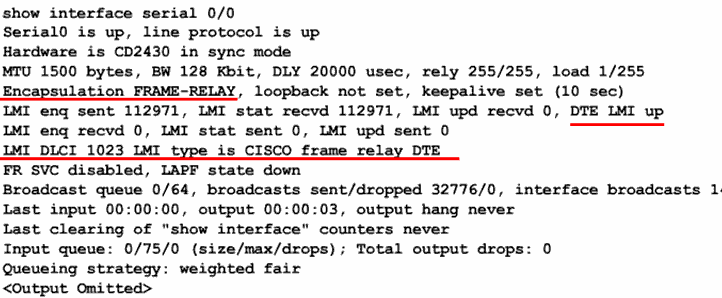 show interface serial 0/0
Serial0 is up, line protocol is up
Hardware is CD2430 in sync mode
MTU 1500 bytes, BW 128 Kbit, DLY 20000 usec, rely 255/255, load 1/255
Encapsulation FRAME-RELAY, loopback not set, keepalive set (10 sec)
LMI enq sent 112971, LMI stat recvd 112971, LMI upd recvd 0, DTE LMI up
LMI enq recvd 0, LMI stat sent 0, LMI upd sent 0
LMI DLCI 1023 LMI type is CISCO frame relay DTE
FR SVC disabled, LAPF state down
Broadcast queue 0/64, broadcasts sent/dropped 32776/0, interface broadcasts
Last input 00:00:00, output 00:00:03, output hang never
Last clearing of "show interface" counters never
Input queue: 0/75/0 (size/max/drops); Total output drops: 0
Queueing strategy: weighted fair
<Output Omitted>